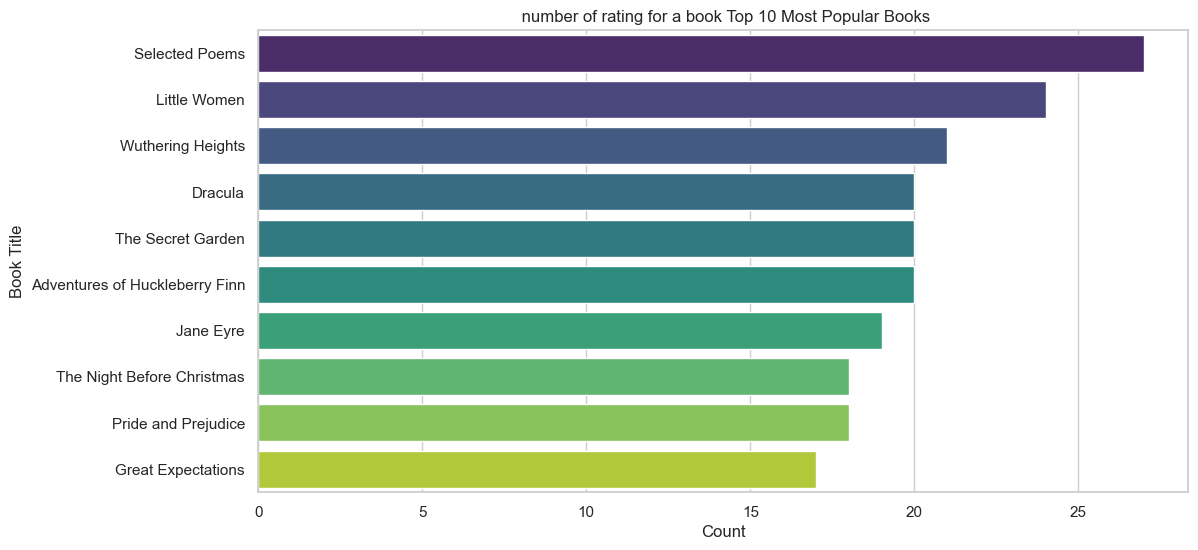 number of rating for a book Top 10 Most Popular Books
Selected Poems
Little Women
Wuthering Heights
Dracula
The Secret Garden
Adventures of Huckleberry Finn
Jane Eyre
The Night Before Christmas
Pride and Prejudice
Great Expectations
Book Title
0 5 10 15 20 25
Count